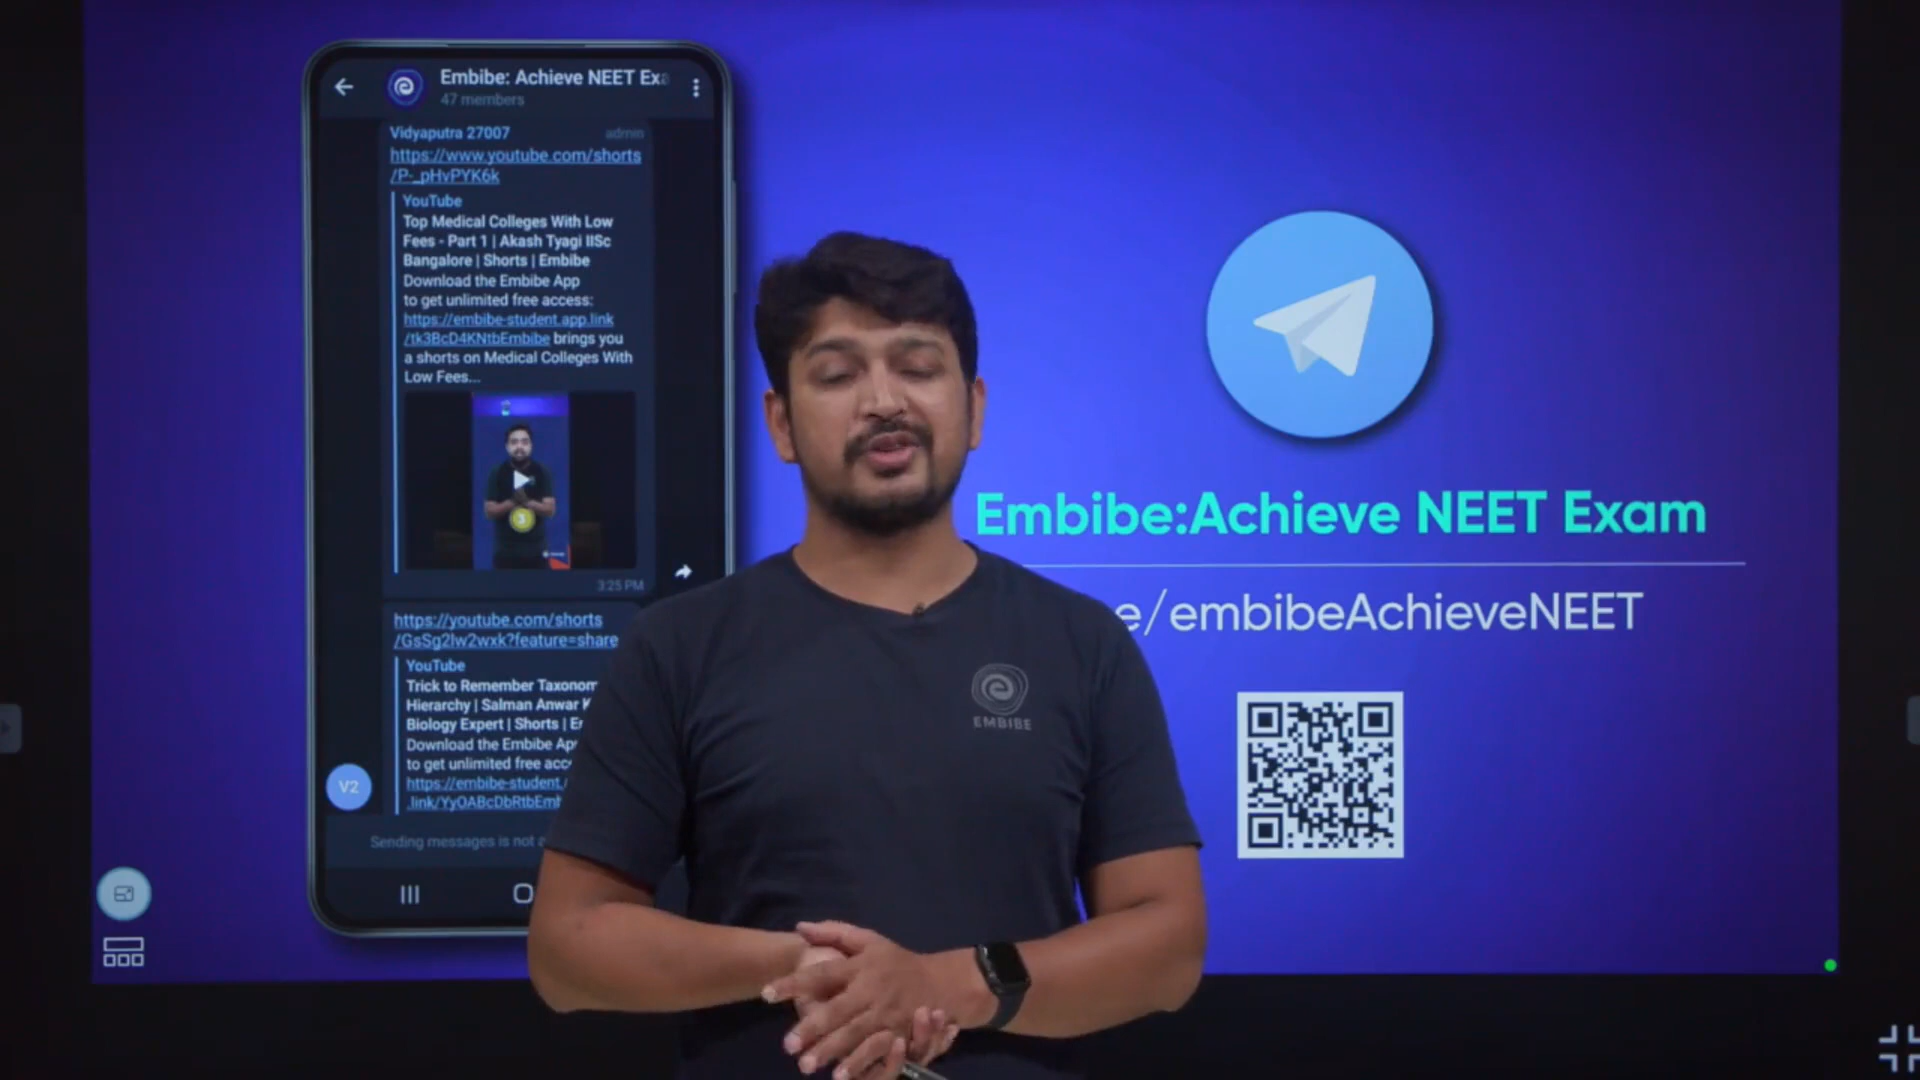 Embibe: Achieve NEET Exa
47 members
Vidyaputra 27007 admin
https://www.youtube.com/shorts
/P-_pHvPYK6k
YouTube
Top Medical Colleges With Low
Fees - Part 1 | Akash Tyagi IISc
Bangalore | Shorts | Embibe
Download the Embibe App
to get unlimited free access:
https://embibe-student.app.link
/tk3BcD4KNtbEmbibe brings you
a shorts on Medical Colleges With
Low Fees...
3
3:25 PM
https://youtube.com/shorts
/GsSg2lw2wxk?feature=share
YouTube
Trick to Remember Taxonom
Hierarchy | Salman Anwar K
Biology Expert | Shorts | E
Download the Embibe Ap
to get unlimited free acc
https://embibe-student.
.link/YyOABcDbRtbEmb
V2
Sending messages is not a
Embibe:Achieve NEET Exam
e/embibeAchieveNEET
EMBIBE